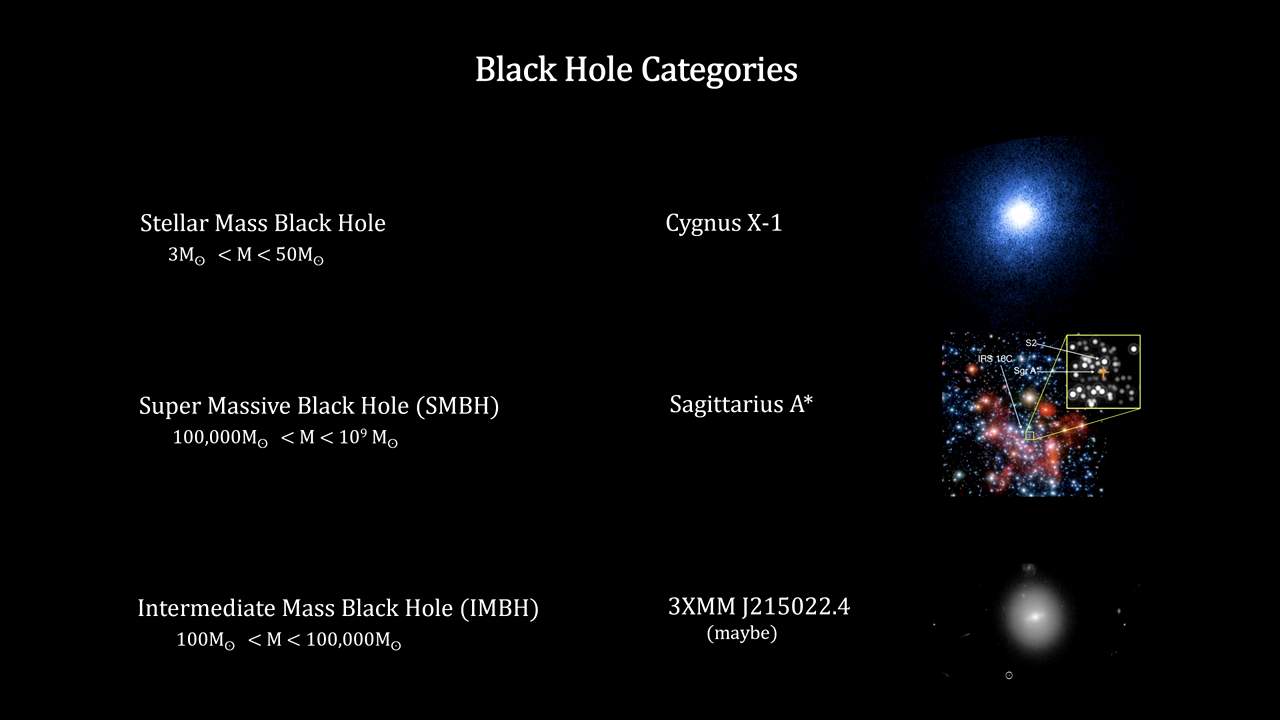 Black Hole Categories
Stellar Mass Black Hole
3M☉ < M < 50M☉
Cygnus X-1
Super Massive Black Hole (SMBH)
100,000M☉ < M < 10⁹ M☉
Sagittarius A*
S2
IRS 16C
Sgr A*
Intermediate Mass Black Hole (IMBH)
100M☉ < M < 100,000M☉
3XMM J215022.4
(maybe)